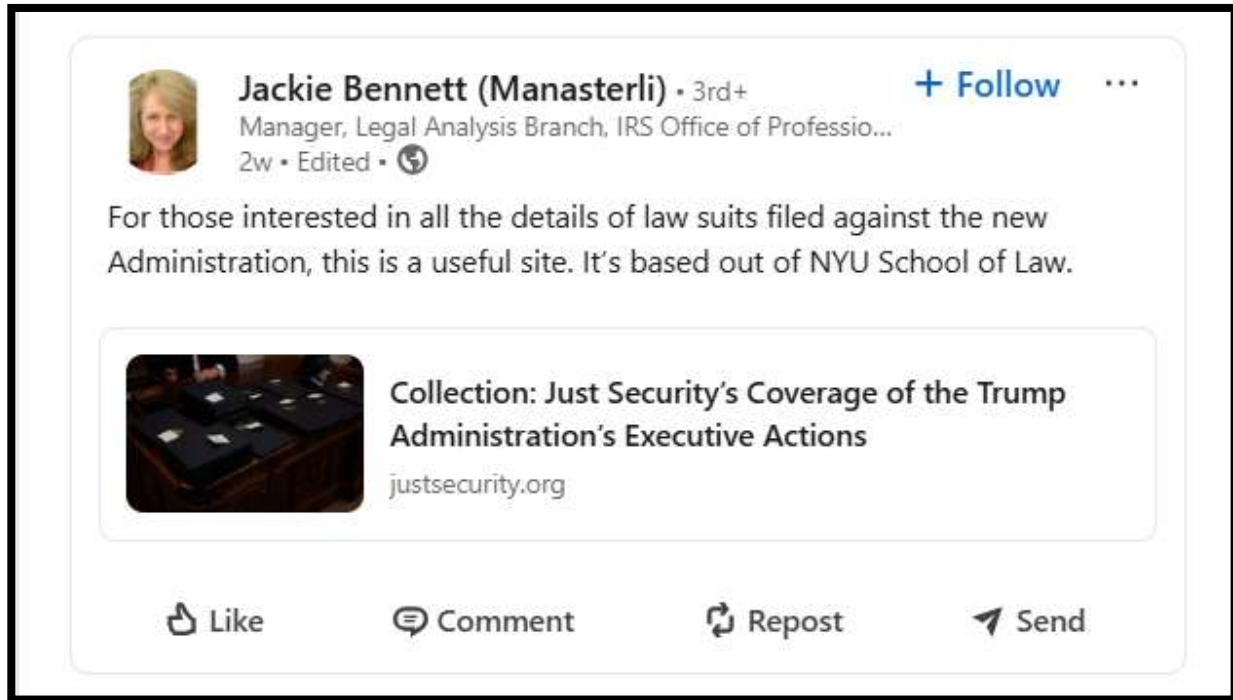 Jackie Bennett (Manasterli) • 3rd+
+ Follow
...
Manager, Legal Analysis Branch, IRS Office of Professio...
2w • Edited •
For those interested in all the details of law suits filed against the new
Administration, this is a useful site. It’s based out of NYU School of Law.
Collection: Just Security’s Coverage of the Trump
Administration’s Executive Actions
justsecurity.org
Like
Comment
Repost
Send